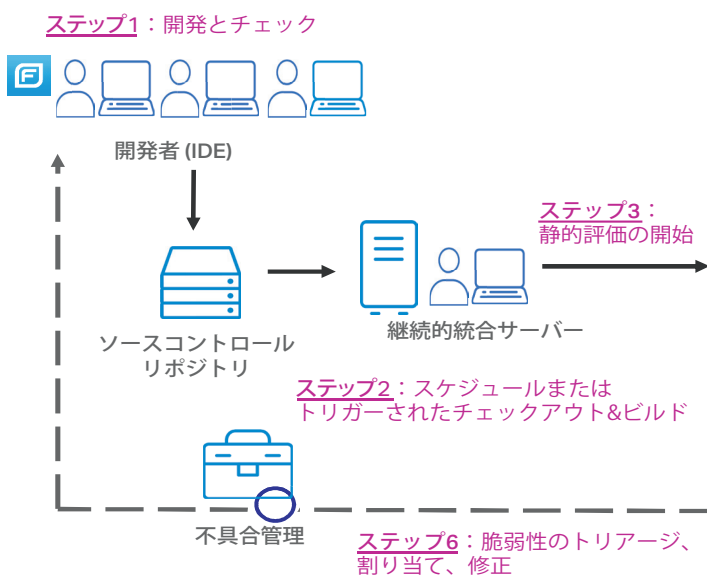 ステップ1：開発とチェック
F
開発者 (IDE)
ステップ3：
静的評価の開始
ソースコントロール
リポジトリ
継続的統合サーバー
ステップ2：スケジュールまたは
トリガーされたチェックアウト&ビルド
不具合管理
ステップ6：脆弱性のトリアージ、
割り当て、修正